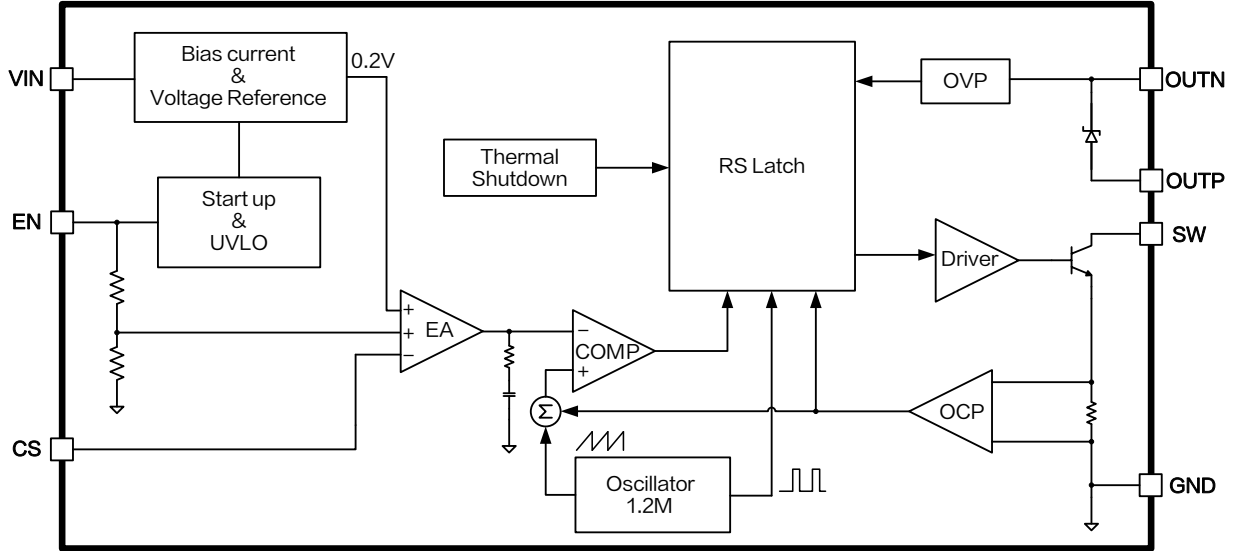 VIN
Bias current
&
Voltage Reference
0.2V
OVP
OUTN
Thermal
Shutdown
RS Latch
OUTP
EN
Start up
&
UVLO
SW
Driver
+
+
−
EA
−
+
COMP
Σ
OCP
CS
Oscillator
1.2M
GND